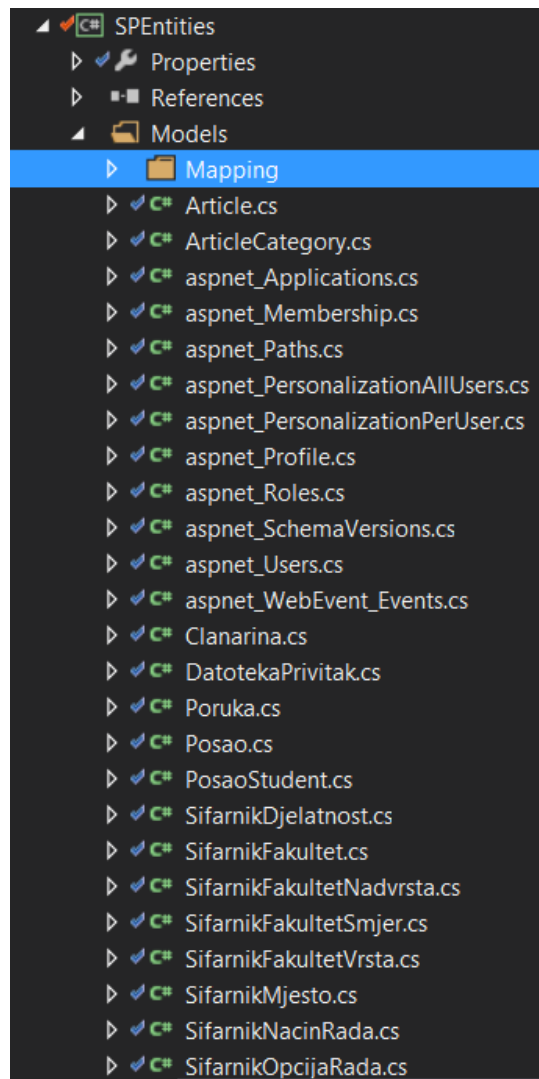 SPEntities
Properties
References
Models
Mapping
C# Article.cs
C# ArticleCategory.cs
C# aspnet_Applications.cs
C# aspnet_Membership.cs
C# aspnet_Paths.cs
C# aspnet_PersonalizationAllUsers.cs
C# aspnet_PersonalizationPerUser.cs
C# aspnet_Profile.cs
C# aspnet_Roles.cs
C# aspnet_SchemaVersions.cs
C# aspnet_Users.cs
C# aspnet_WebEvent_Events.cs
C# Clanarina.cs
C# DatotekaPrivitak.cs
C# Poruka.cs
C# Posao.cs
C# PosaoStudent.cs
C# SifarnikDjelatnost.cs
C# SifarnikFakultet.cs
C# SifarnikFakultetNadvrsta.cs
C# SifarnikFakultetSmjer.cs
C# SifarnikFakultetVrsta.cs
C# SifarnikMjesto.cs
C# SifarnikNacinRada.cs
C# SifarnikOpcijaRada.cs